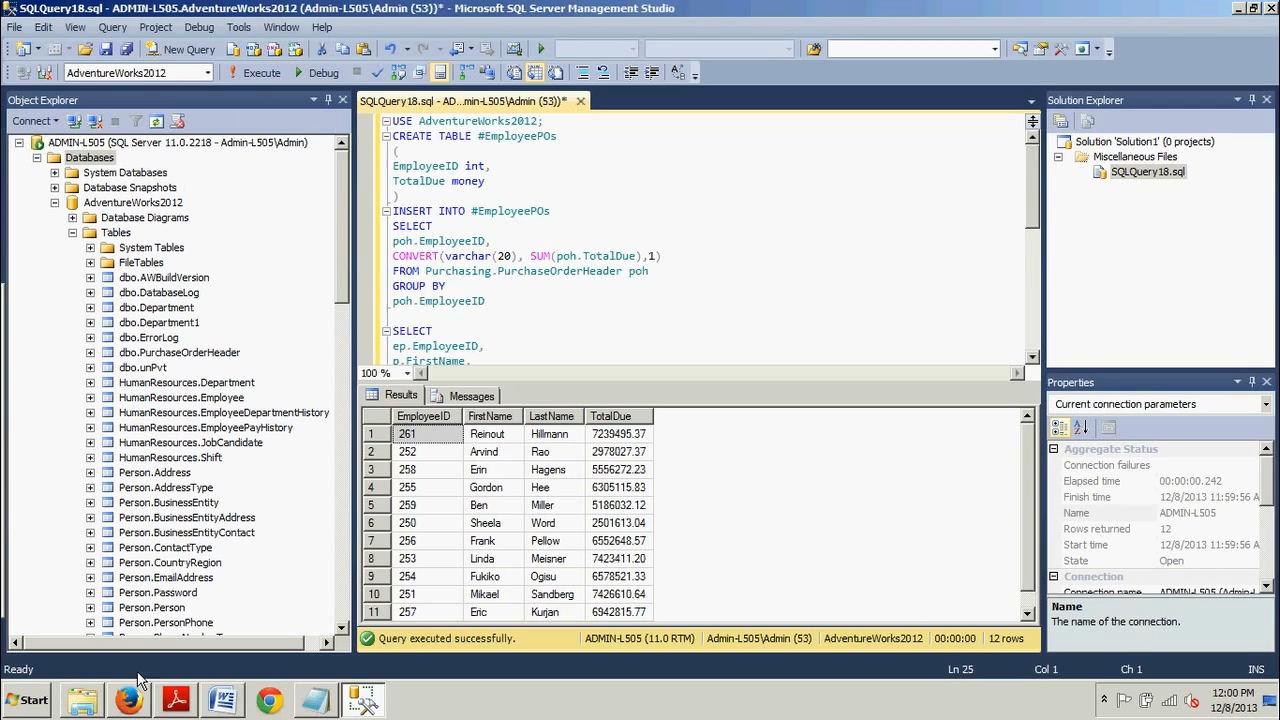 SQLQuery18.sql - ADMIN-L505.AdventureWorks2012 (Admin-L505\Admin (53))* - Microsoft SQL Server Management Studio
File Edit View Query Project Debug Tools Window Help
New Query
AdventureWorks2012 Execute Debug
Object Explorer
Connect
ADMIN-L505 (SQL Server 11.0.2218 - Admin-L505\Admin)
Databases
System Databases
Database Snapshots
AdventureWorks2012
Database Diagrams
Tables
System Tables
FileTables
dbo.AWBuildVersion
dbo.DatabaseLog
dbo.Department
dbo.Department1
dbo.ErrorLog
dbo.PurchaseOrderHeader
dbo.unPvt
HumanResources.Department
HumanResources.Employee
HumanResources.EmployeeDepartmentHistory
HumanResources.EmployeePayHistory
HumanResources.JobCandidate
HumanResources.Shift
Person.Address
Person.AddressType
Person.BusinessEntity
Person.BusinessEntityAddress
Person.BusinessEntityContact
Person.ContactType
Person.CountryRegion
Person.EmailAddress
Person.Password
Person.Person
Person.PersonPhone
SQLQuery18.sql - AD...min-L505\Admin (53))*
USE AdventureWorks2012;
CREATE TABLE #EmployeePOs
(
EmployeeID int,
TotalDue money
)
INSERT INTO #EmployeePOs
SELECT
poh.EmployeeID,
CONVERT(varchar(20), SUM(poh.TotalDue),1)
FROM Purchasing.PurchaseOrderHeader poh
GROUP BY
poh.EmployeeID
SELECT
ep.EmployeeID,
p.FirstName,
100 %
Results Messages
EmployeeID FirstName LastName TotalDue
1 261 Reinout Hillmann 7239495.37
2 252 Arvind Rao 2978027.37
3 258 Erin Hagens 5556272.23
4 255 Gordon Hee 6305115.83
5 259 Ben Miller 5186032.12
6 250 Sheela Word 2501613.04
7 256 Frank Pellow 6552648.57
8 253 Linda Meisner 7423411.20
9 254 Fukiko Ogisu 6578521.33
10 251 Mikael Sandberg 7426610.64
11 257 Eric Kurjan 6942815.77
Query executed successfully. ADMIN-L505 (11.0 RTM) Admin-L505\Admin (53) AdventureWorks2012 00:00:00 12 rows
Solution Explorer
Solution 'Solution1' (0 projects)
Miscellaneous Files
SQLQuery18.sql
Properties
Current connection parameters
Aggregate Status
Connection failures
Elapsed time 00:00:00.242
Finish time 12/8/2013 11:59:56 A
Name ADMIN-L505
Rows returned 12
Start time 12/8/2013 11:59:56 A
State Open
Connection
Connection name ADMIN-L505 (Admin-L
Name
The name of the connection.
Ready Ln 25 Col 1 Ch 1 INS
Start 12:00 PM
12/8/2013